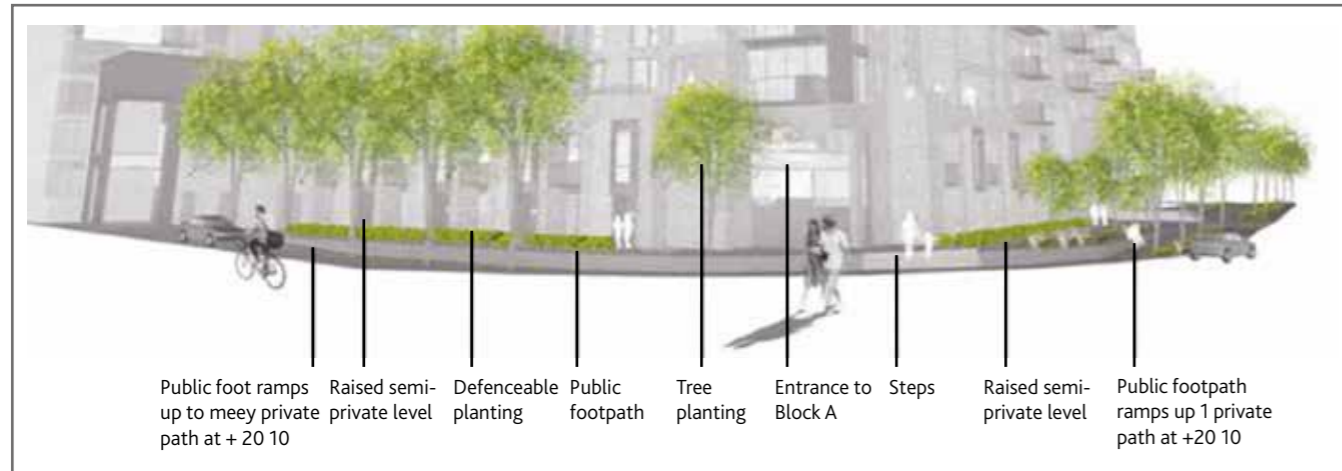 Public foot ramps
up to meey private
path at + 20 10
Raised semi-
private level
Defenceable
planting
Public
footpath
Tree
planting
Entrance to
Block A
Steps
Raised semi-
private level
Public footpath
ramps up 1 private
path at +20 10